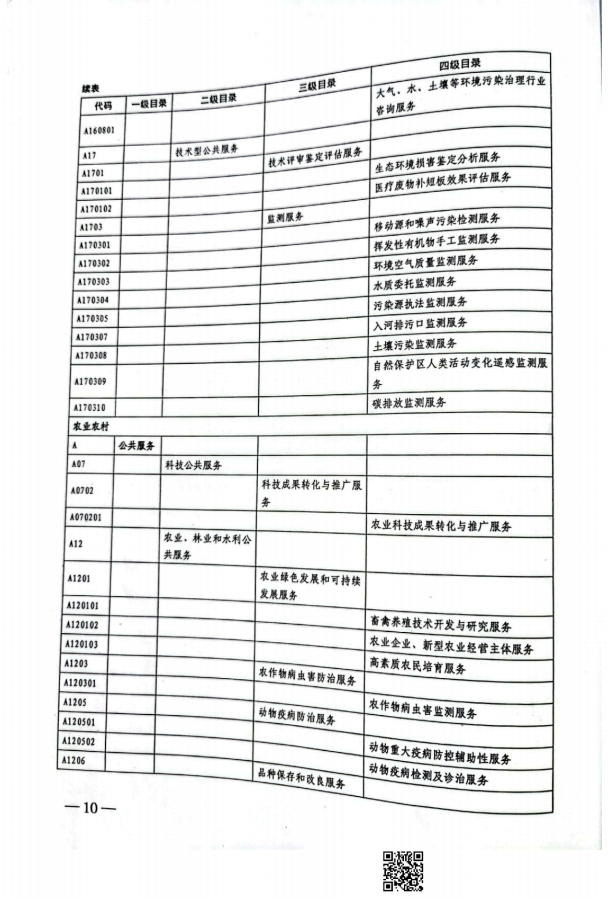 续表
代码 一级目录 二级目录 三级目录 四级目录
A160801 大气、水、土壤等环境污染治理行业
咨询服务
A17 技术型公共服务
A1701 技术评审鉴定评估服务
A170101 生态环境损害鉴定分析服务
A170102 医疗废物补短板效果评估服务
A1703 监测服务
A170301 移动源和噪声污染检测服务
A170302 挥发性有机物手工监测服务
A170303 环境空气质量监测服务
A170304 水质委托监测服务
A170305 污染源执法监测服务
A170307 入河排污口监测服务
A170308 土壤污染监测服务
A170309 自然保护区人类活动变化遥感监测服
务
A170310 碳排放监测服务
农业农村
A 公共服务
A07 科技公共服务
A0702 科技成果转化与推广服
务
A070201 农业科技成果转化与推广服务
A12 农业、林业和水利公
共服务
A1201 农业绿色发展和可持续
发展服务
A120101 畜禽养殖技术开发与研究服务
A120102 农业企业、新型农业经营主体服务
A120103 高素质农民培育服务
A1203 农作物病虫害防治服务
A120301 农作物病虫害监测服务
A1205 动物疫病防治服务
A120501 动物重大疫病防控辅助性服务
A120502 动物疫病检测及诊治服务
A1206 品种保存和改良服务
—10—